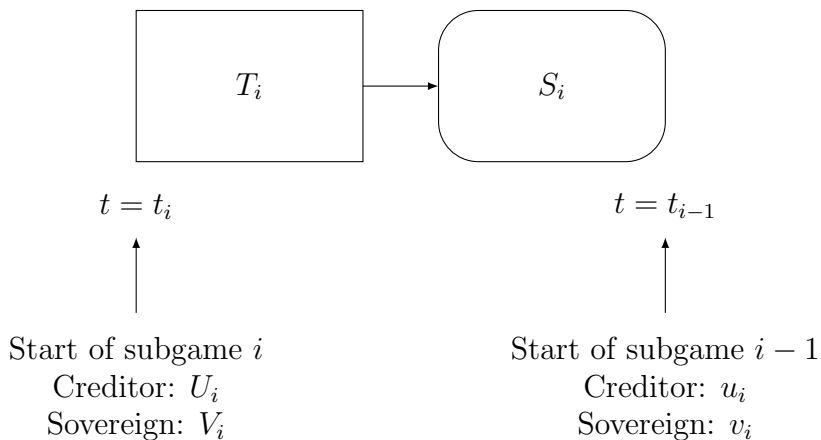 T_i
S_i
t = t_i
t = t_{i−1}
Start of subgame i
Creditor: U_i
Sovereign: V_i
Start of subgame i − 1
Creditor: u_i
Sovereign: v_i